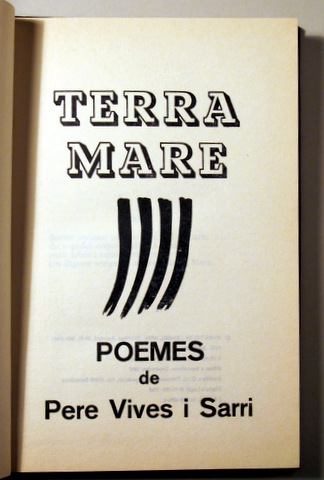 TERRA
MARE
POEMES
de
Pere Vives i Sarri